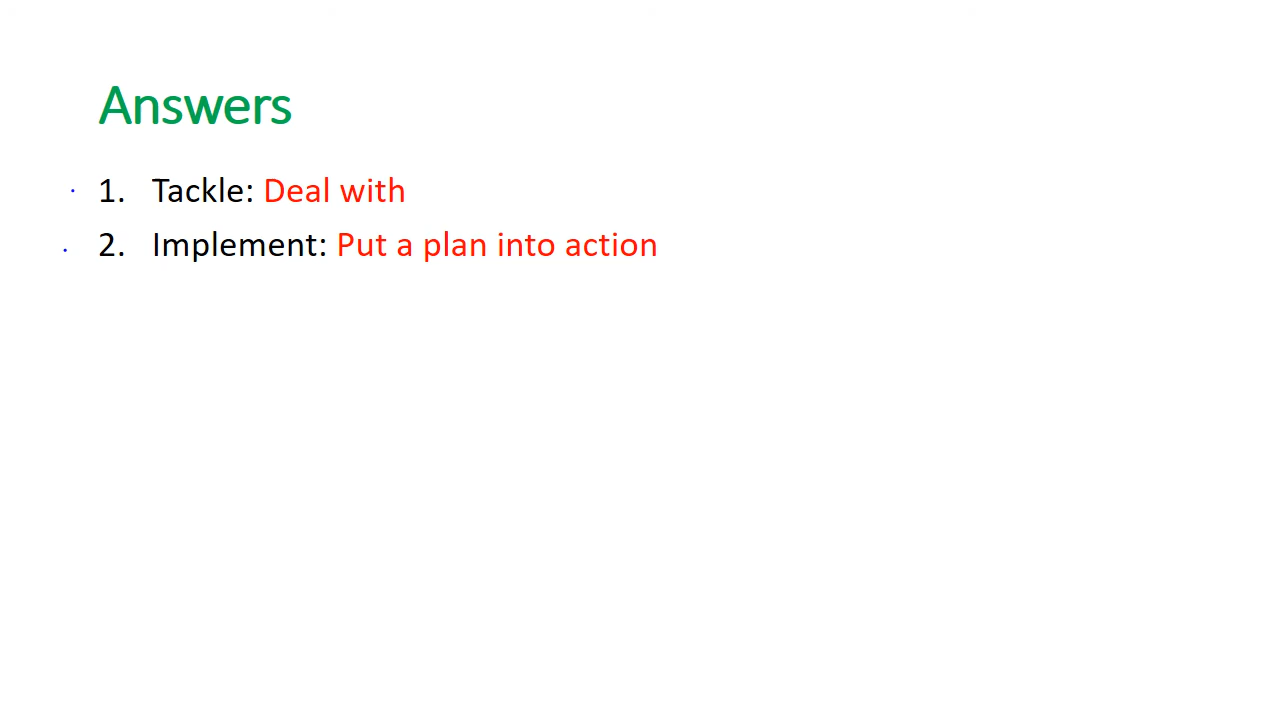 Answers
1. Tackle: Deal with
2. Implement: Put a plan into action